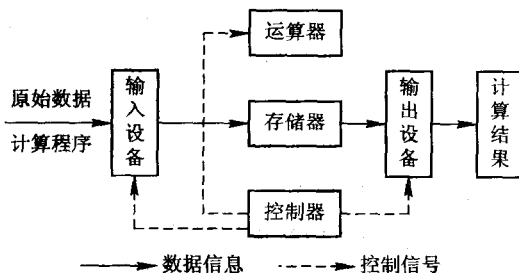 运算器
原始数据
计算程序
输入设备
存储器
输出设备
计算结果
控制器
数据信息
控制信号